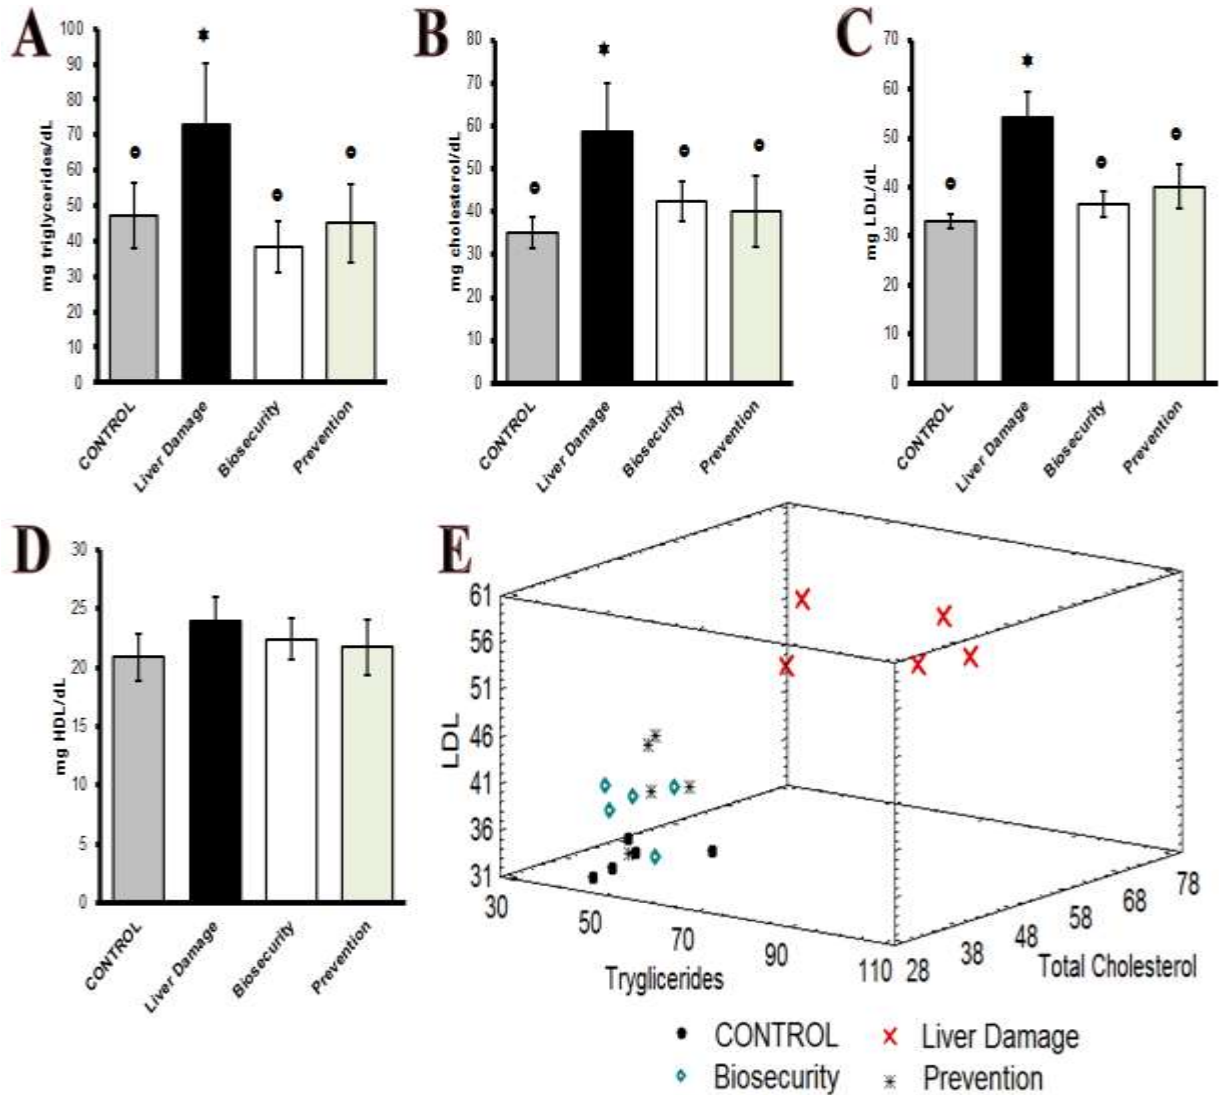 A
mg triglycerides/dL
100
90
80
70
60
50
40
30
20
10
0
CONTROL
Liver Damage
Biosecurity
Prevention
B
mg cholesterol/dL
80
70
60
50
40
30
20
10
0
CONTROL
Liver Damage
Biosecurity
Prevention
C
mg LDL/dL
70
60
50
40
30
20
10
0
CONTROL
Liver Damage
Biosecurity
Prevention
D
mg HDL/dL
30
25
20
15
10
5
0
CONTROL
Liver Damage
Biosecurity
Prevention
E
LDL
61
56
51
46
41
36
31
30
50
70
90
110
Tryglicerides
28
38
48
58
68
78
Total Cholesterol
CONTROL
Liver Damage
Biosecurity
Prevention